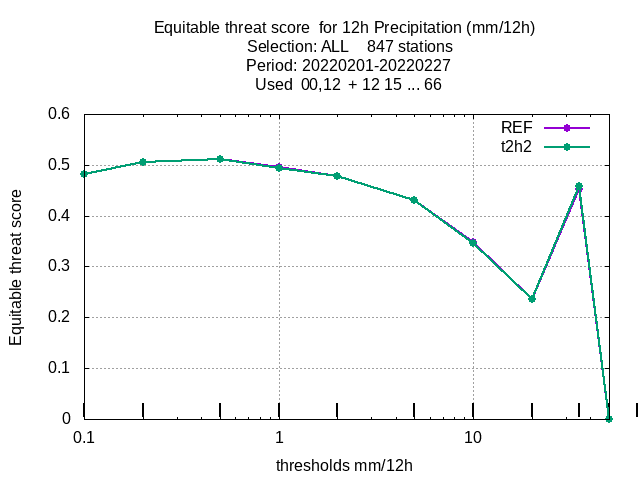 Equitable threat score  for 12h Precipitation (mm/12h)
Selection: ALL    847 stations
Period: 20220201-20220227
Used  00,12  + 12 15 ... 66
REF
t2h2
0.6
0.5
0.4
0.3
0.2
0.1
0
Equitable threat score
0.1 1 10
thresholds mm/12h